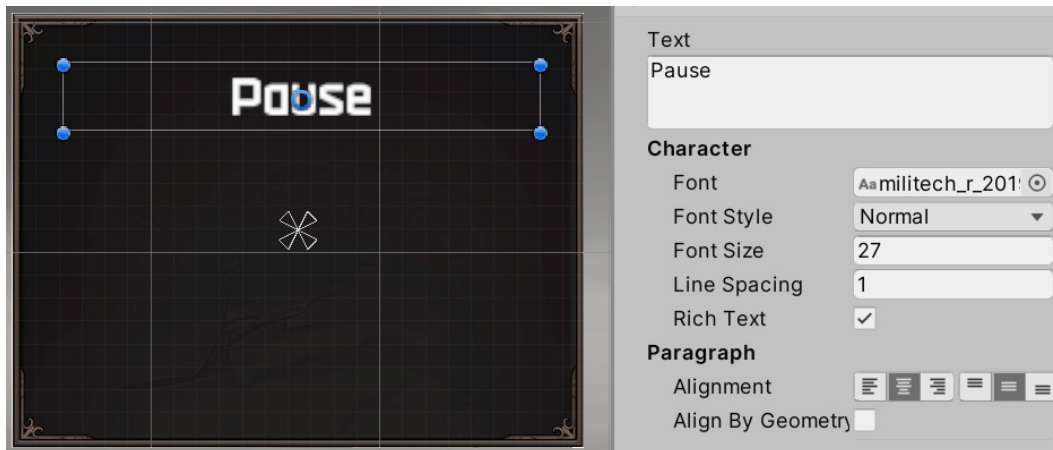 Pause
Text
Pause
Character
Font
Aa militech_r_201
Font Style
Normal
Font Size
27
Line Spacing
1
Rich Text
Paragraph
Alignment
Align By Geometry